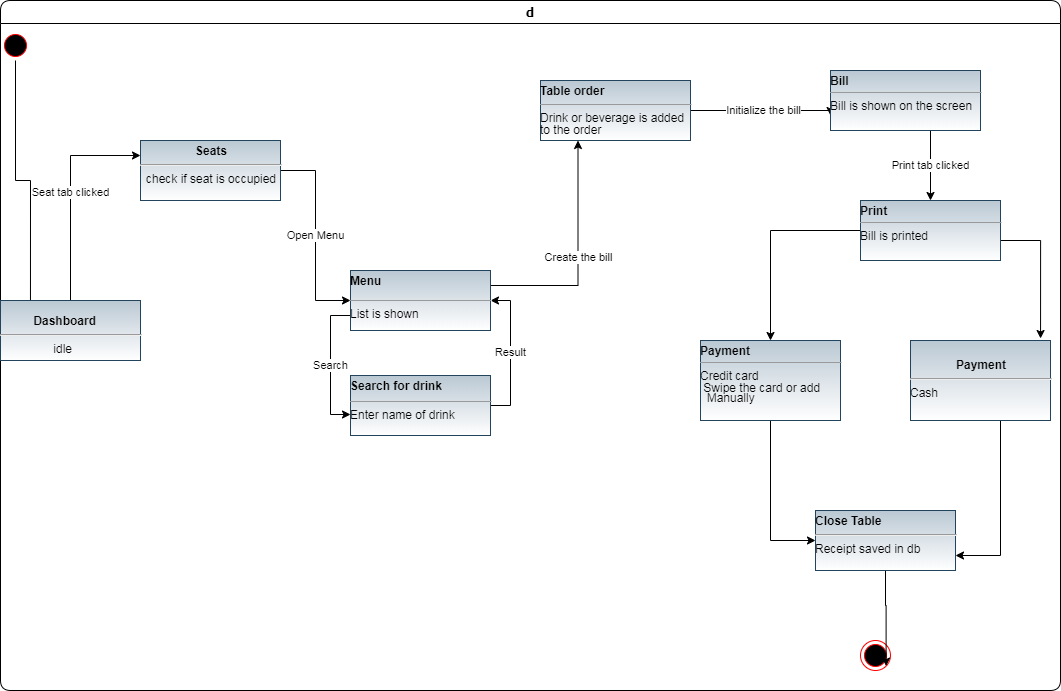 d
Seat tab clicked
Dashboard
idle
Seats
check if seat is occupied
Open Menu
Menu
List is shown
Search
Result
Search for drink
Enter name of drink
Create the bill
Table order
Drink or beverage is added
to the order
Initialize the bill
Bill
Bill is shown on the screen
Print tab clicked
Print
Bill is printed
Payment
Credit card
Swipe the card or add
Manually
Payment
Cash
Close Table
Receipt saved in db